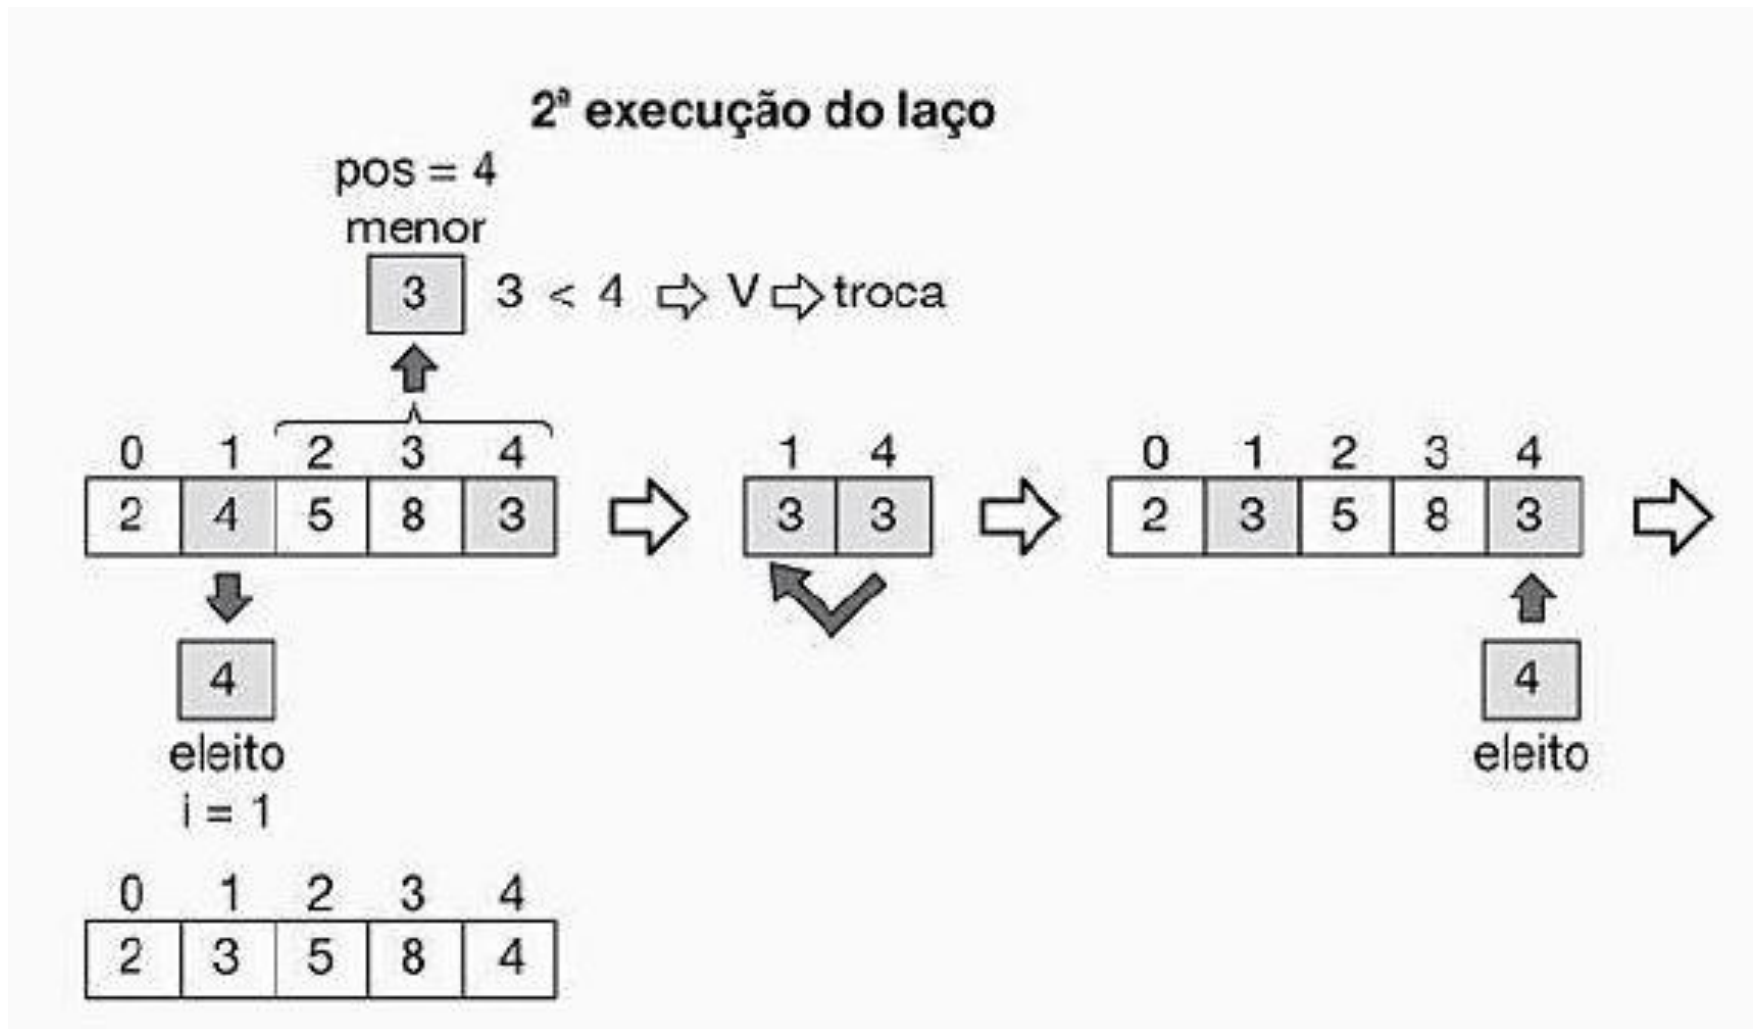 2ª execução do laço
pos = 4
menor
3 3 < 4 ⇨ V ⇨ troca
0 1 2 3 4
2 4 5 8 3
4
eleito
i = 1
1 4
3 3
0 1 2 3 4
2 3 5 8 3
4
eleito
0 1 2 3 4
2 3 5 8 4